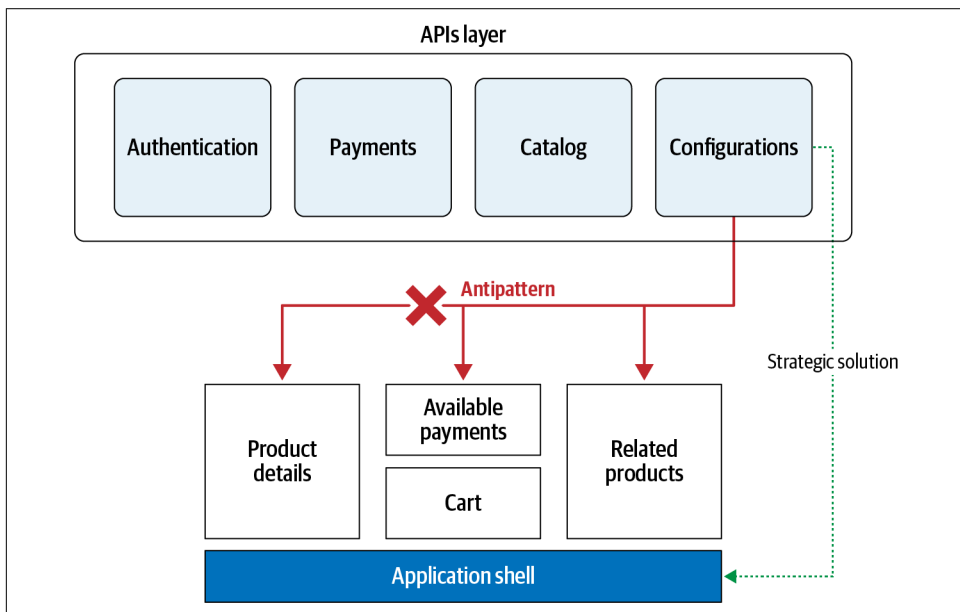 APIs layer
Authentication
Payments
Catalog
Configurations
Antipattern
Strategic solution
Product
details
Available
payments
Cart
Related
products
Application shell